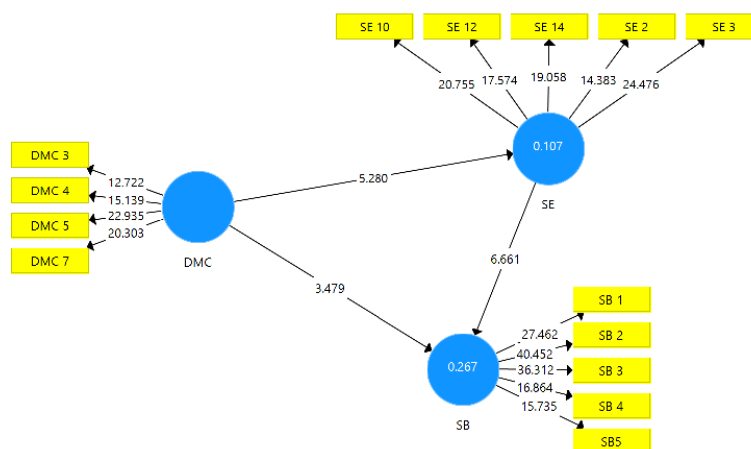 SE 10 SE 12 SE 14 SE 2 SE 3
20.755 17.574 19.058 14.383 24.476
0.107
SE
DMC 3
DMC 4
DMC 5
DMC 7
12.722
15.139
22.935
20.303
DMC
5.280
3.479
6.661
0.267
SB
27.462
40.452
36.312
16.864
15.735
SB 1
SB 2
SB 3
SB 4
SB5